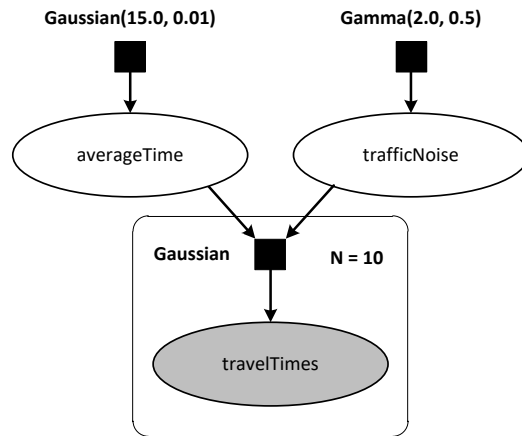 Gaussian(15.0, 0.01)
Gamma(2.0, 0.5)
averageTime
trafficNoise
Gaussian
N = 10
travelTimes